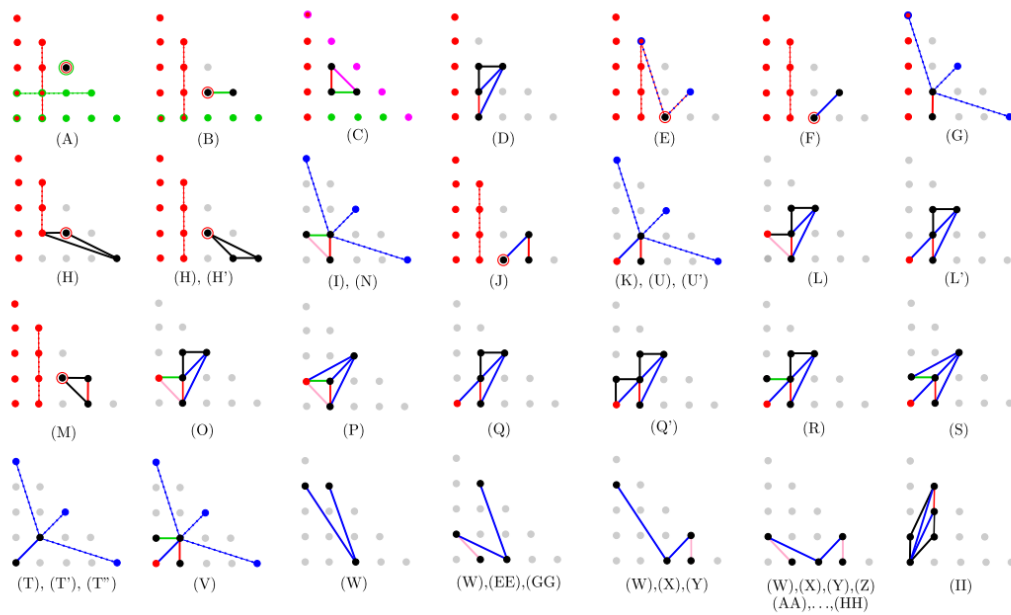 (A) (B) (C) (D) (E) (F) (G)
(H) (H), (H') (I), (N) (J) (K), (U), (U') (L) (L')
(M) (O) (P) (Q) (Q') (R) (S)
(T), (T'), (T'') (V) (W) (W),(EE),(GG) (W),(X),(Y) (W),(X),(Y),(Z) (II)
(AA),...,(HH)